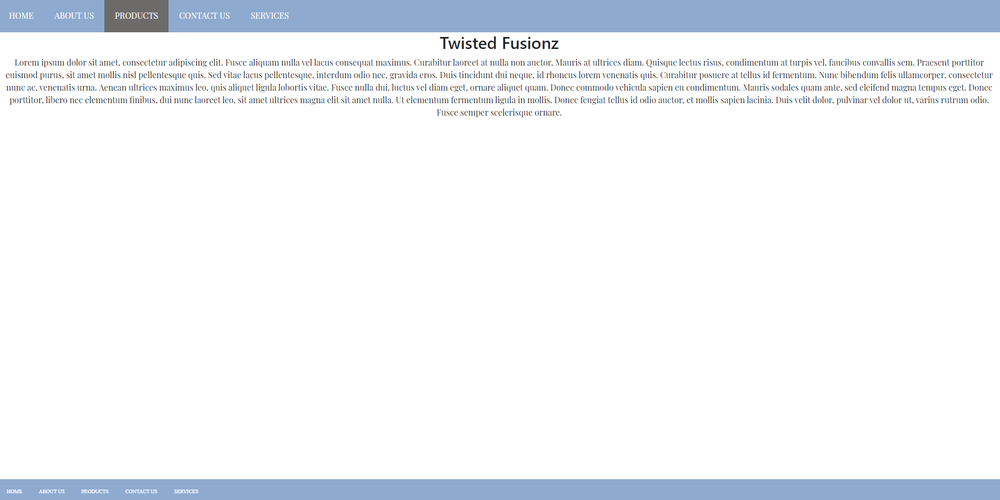 HOME ABOUT US PRODUCTS CONTACT US SERVICES
Twisted Fusionz
Lorem ipsum dolor sit amet, consectetur adipiscing elit. Fusce aliquam nulla vel lacus consequat maximus. Curabitur laoreet at nulla non auctor. Mauris at ultrices diam. Quisque lectus risus, condimentum at turpis vel, faucibus convallis sem. Praesent porttitor
euismod purus, sit amet mollis nisl pellentesque quis. Sed vitae lacus pellentesque, interdum odio nec, gravida eros. Duis tincidunt dui neque, id rhoncus lorem venenatis quis. Curabitur posuere at tellus id fermentum. Nunc bibendum felis ullamcorper, consectetur
nunc ac, venenatis urna. Aenean ultrices maximus leo, quis aliquet ligula lobortis vitae. Fusce nulla dui, luctus vel diam eget, ornare aliquet quam. Donec commodo vehicula sapien eu condimentum. Mauris sodales quam ante, sed eleifend magna tempus eget. Donec
porttitor, libero nec elementum finibus, dui nunc laoreet leo, sit amet ultrices magna elit sit amet nulla. Ut elementum fermentum ligula in mollis. Donec feugiat tellus id odio auctor, et mollis sapien lacinia. Duis velit dolor, pulvinar vel dolor ut, varius rutrum odio.
Fusce semper scelerisque ornare.
HOME ABOUT US PRODUCTS CONTACT US SERVICES